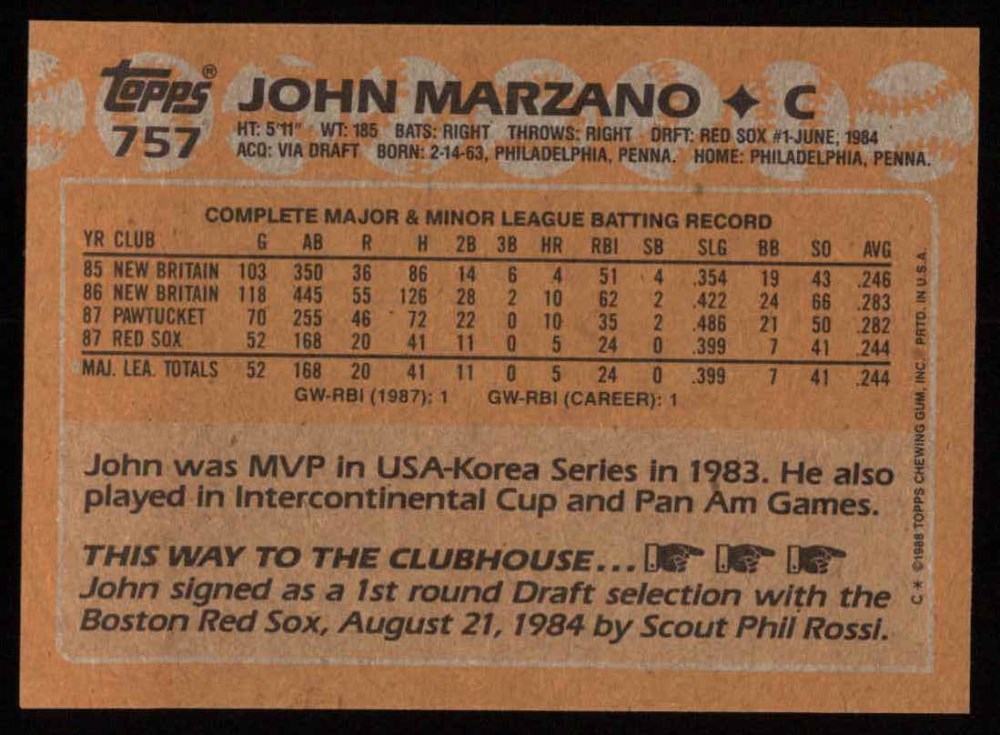 topps® JOHN MARZANO ✦ C
757
HT: 5'11" WT: 185 BATS: RIGHT THROWS: RIGHT DRFT: RED SOX #1-JUNE, 1984
ACQ: VIA DRAFT BORN: 2-14-63, PHILADELPHIA, PENNA. HOME: PHILADELPHIA, PENNA.
COMPLETE MAJOR & MINOR LEAGUE BATTING RECORD
YR CLUB G AB R H 2B 3B HR RBI SB SLG BB SO AVG
85 NEW BRITAIN 103 350 36 86 14 6 4 51 4 .354 19 43 .246
86 NEW BRITAIN 118 445 55 126 28 2 10 62 2 .422 24 66 .283
87 PAWTUCKET 70 255 46 72 22 0 10 35 2 .486 21 50 .282
87 RED SOX 52 168 20 41 11 0 5 24 0 .399 7 41 .244
MAJ. LEA. TOTALS 52 168 20 41 11 0 5 24 0 .399 7 41 .244
GW-RBI (1987): 1 GW-RBI (CAREER): 1
John was MVP in USA-Korea Series in 1983. He also
played in Intercontinental Cup and Pan Am Games.
THIS WAY TO THE CLUBHOUSE...
John signed as a 1st round Draft selection with the
Boston Red Sox, August 21, 1984 by Scout Phil Rossi.
C* ©1988 TOPPS CHEWING GUM, INC. PRTD. IN U.S.A.